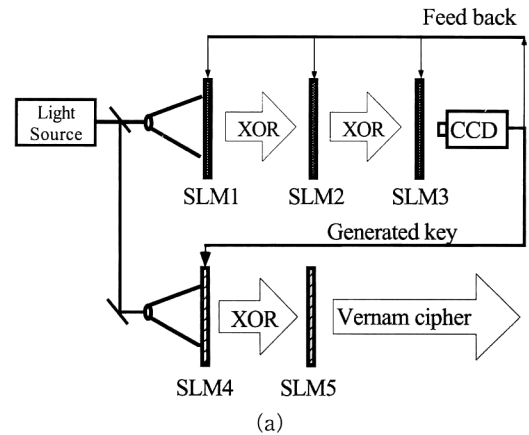 Feed back
Light
Source
XOR
XOR
CCD
SLM1
SLM2
SLM3
Generated key
XOR
Vernam cipher
SLM4
SLM5
(a)